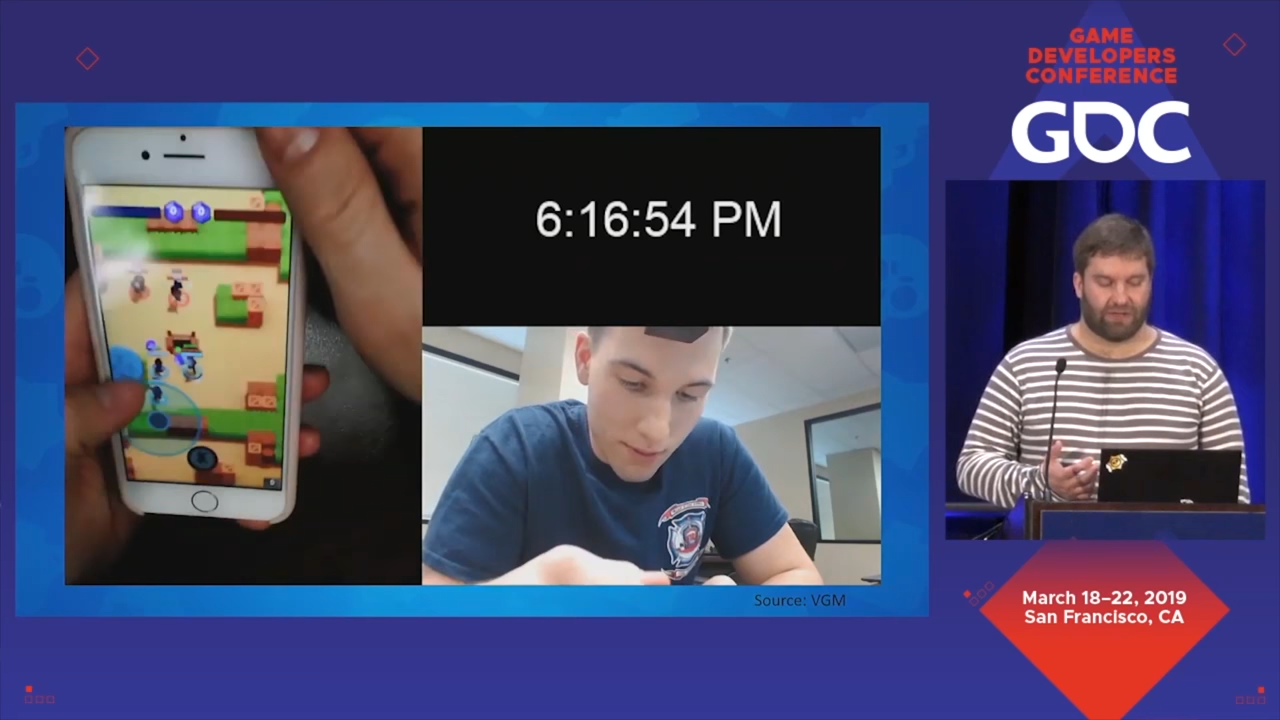 GAME
DEVELOPERS
CONFERENCE
GDC
6:16:54 PM
Source: VGM
March 18–22, 2019
San Francisco, CA